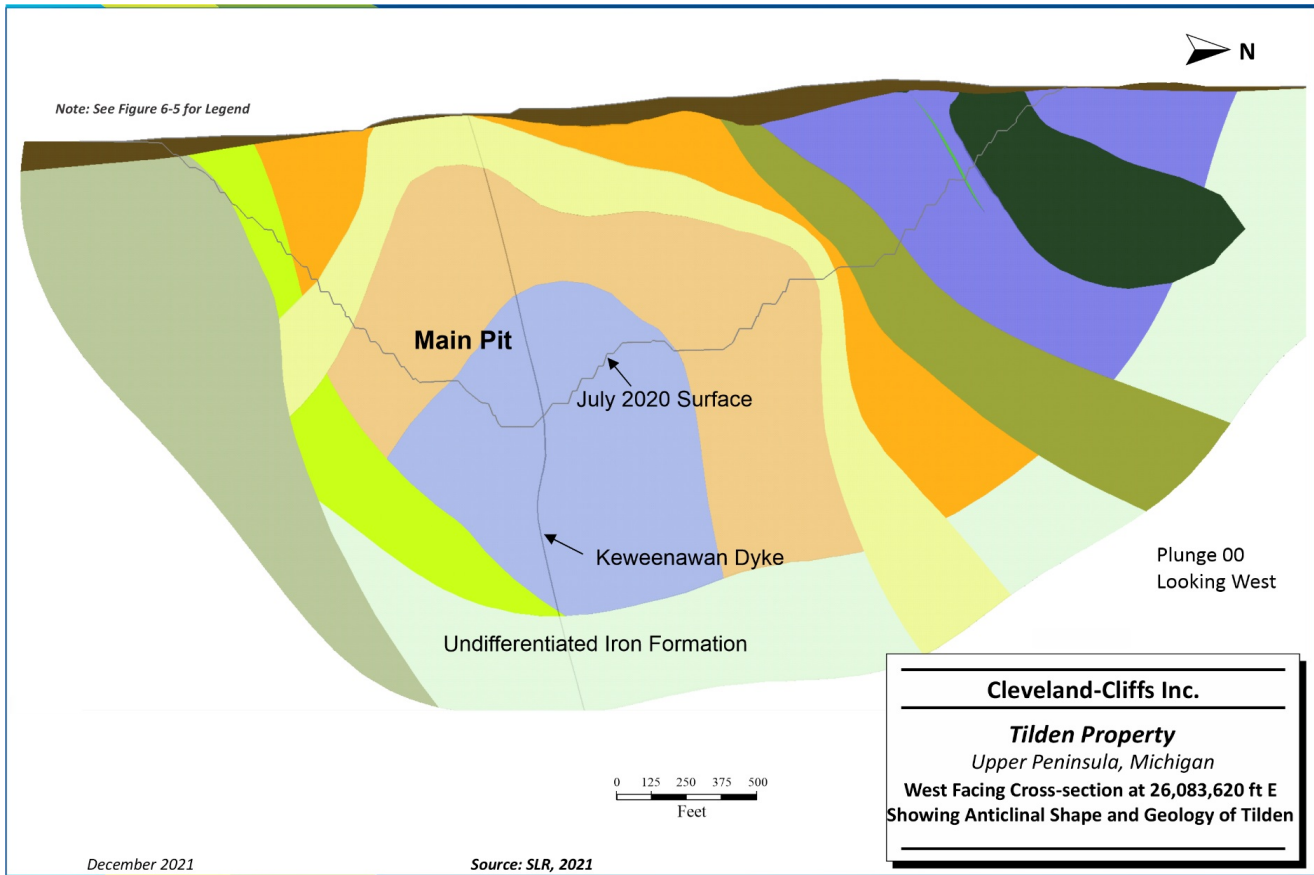 N
Note: See Figure 6-5 for Legend
Main Pit
July 2020 Surface
Keweenawan Dyke
Plunge 00
Looking West
Undifferentiated Iron Formation
Cleveland-Cliffs Inc.
Tilden Property
Upper Peninsula, Michigan
West Facing Cross-section at 26,083,620 ft E
Showing Anticlinal Shape and Geology of Tilden
0 125 250 375 500
Feet
December 2021
Source: SLR, 2021